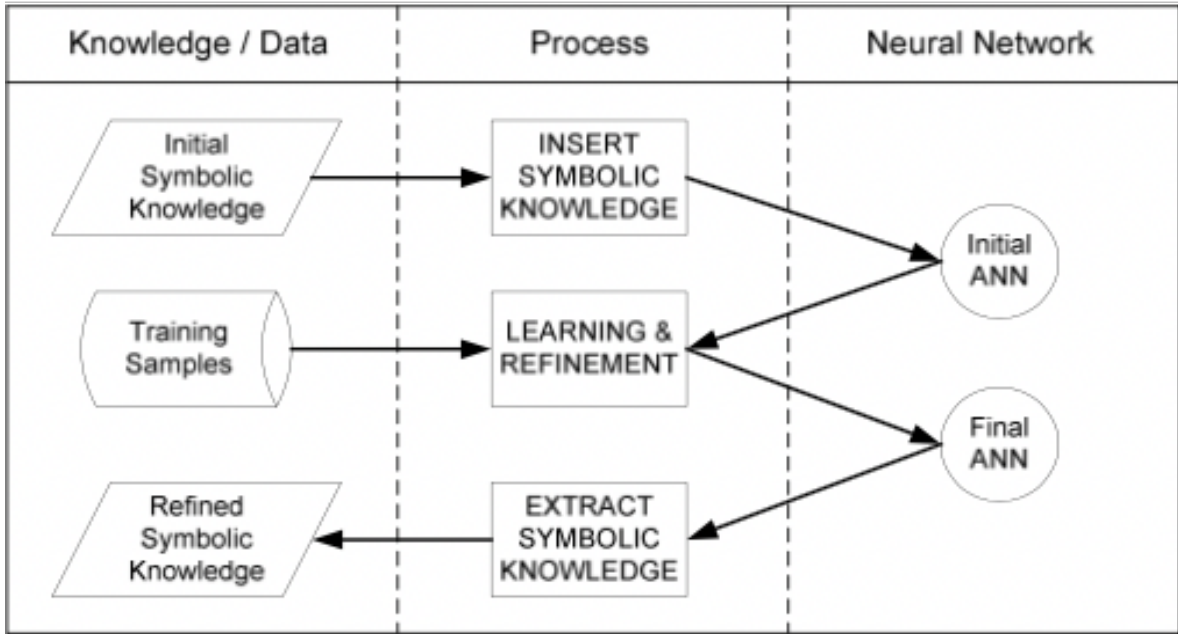 Knowledge / Data
Process
Neural Network
Initial
Symbolic
Knowledge
INSERT
SYMBOLIC
KNOWLEDGE
Initial
ANN
Training
Samples
LEARNING &
REFINEMENT
Final
ANN
Refined
Symbolic
Knowledge
EXTRACT
SYMBOLIC
KNOWLEDGE